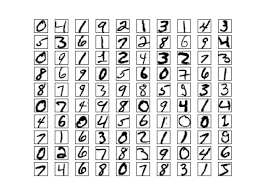 0 4 1 9 2 1 3 1 4 3
5 3 6 1 7 2 8 6 9 4
0 9 1 1 2 4 3 2 7 3
8 6 9 0 5 6 0 7 6 1
8 7 9 3 9 8 5 9 3 3
0 7 4 9 8 0 9 4 1 4
4 6 0 4 5 6 1 0 0 1
7 1 6 3 0 2 1 1 7 9
0 2 6 7 8 3 9 0 4 6
7 4 6 8 0 7 8 3 1 5